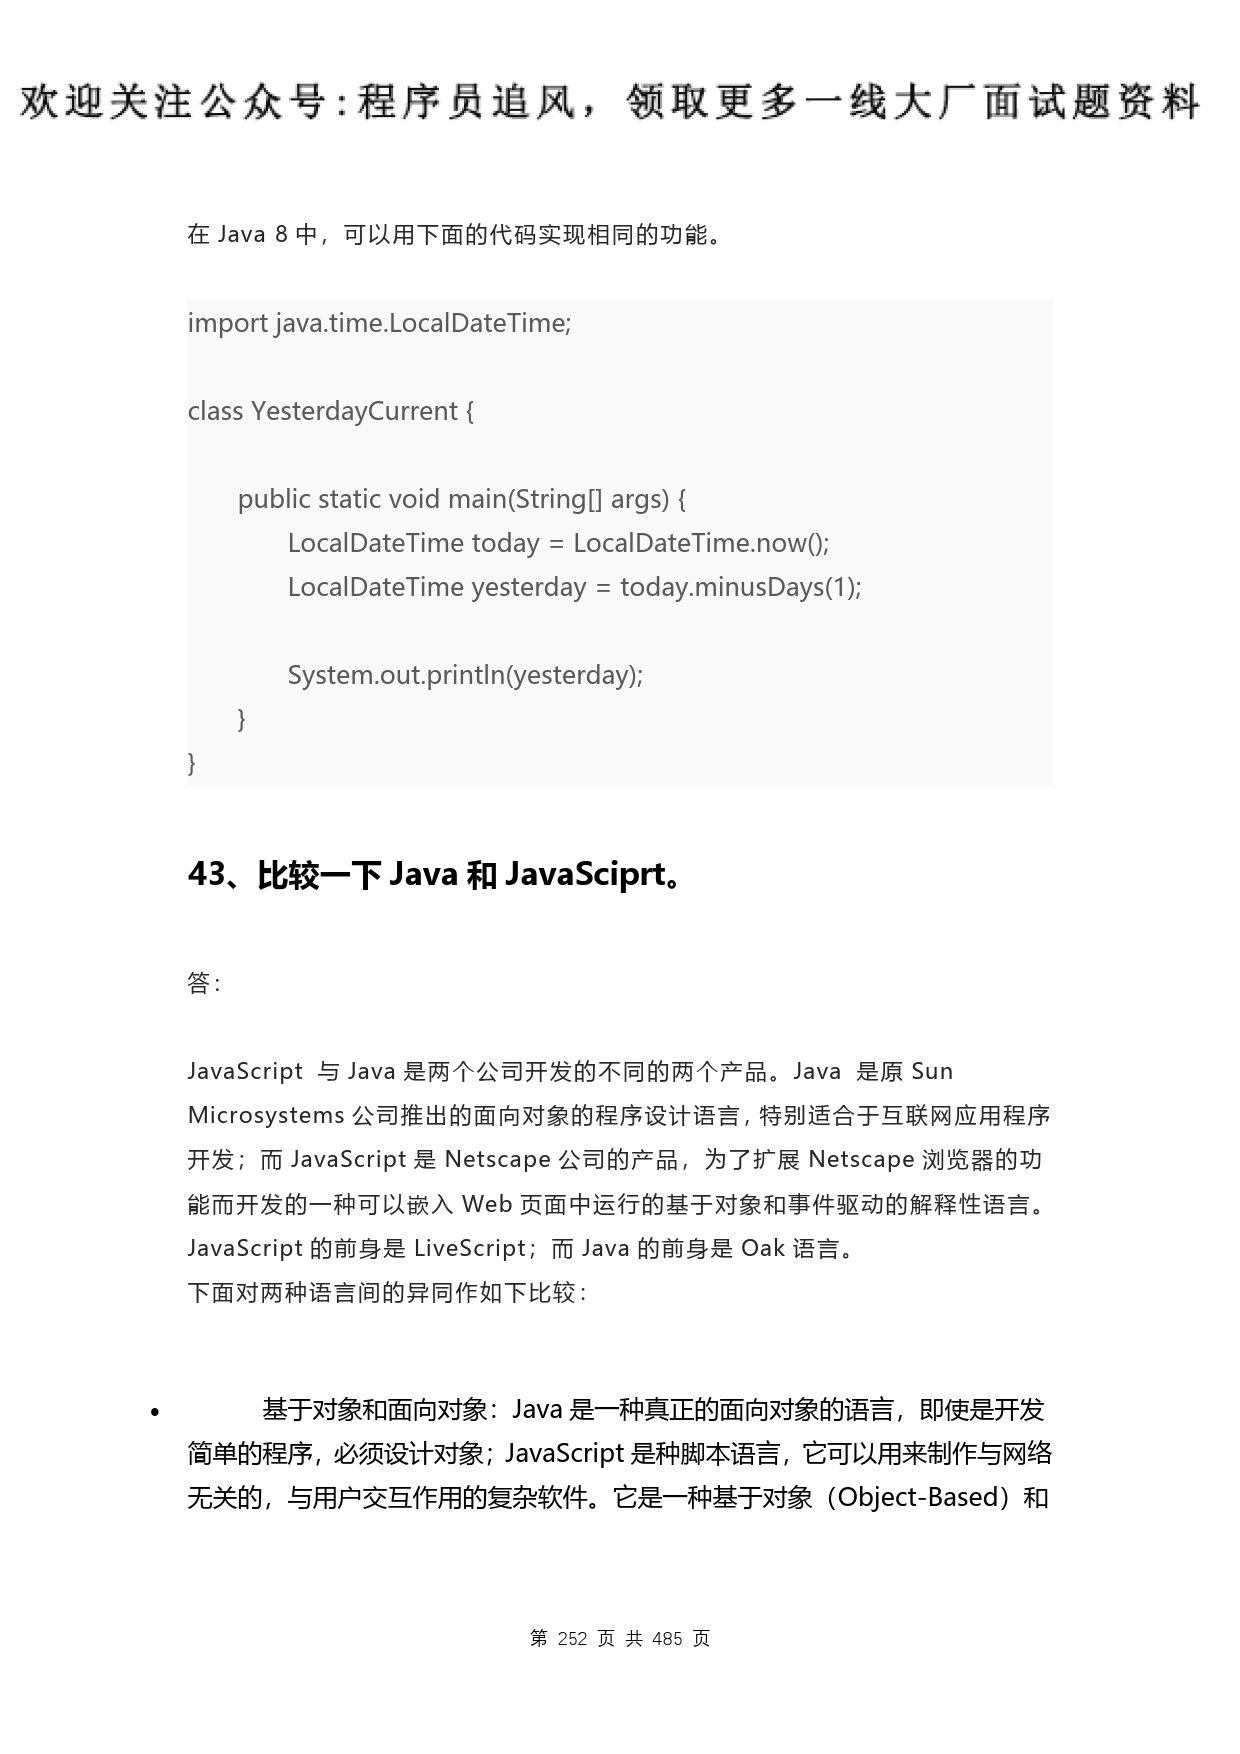 欢迎关注公众号:程序员追风，领取更多一线大厂面试题资料
在 Java 8 中，可以用下面的代码实现相同的功能。
import java.time.LocalDateTime;
class YesterdayCurrent {
public static void main(String[] args) {
LocalDateTime today = LocalDateTime.now();
LocalDateTime yesterday = today.minusDays(1);
System.out.println(yesterday);
}
}
43、比较一下 Java 和 JavaSciprt。
答：
JavaScript 与 Java 是两个公司开发的不同的两个产品。Java 是原 Sun
Microsystems 公司推出的面向对象的程序设计语言，特别适合于互联网应用程序
开发；而 JavaScript 是 Netscape 公司的产品，为了扩展 Netscape 浏览器的功
能而开发的一种可以嵌入 Web 页面中运行的基于对象和事件驱动的解释性语言。
JavaScript 的前身是 LiveScript；而 Java 的前身是 Oak 语言。
下面对两种语言间的异同作如下比较：
• 基于对象和面向对象：Java 是一种真正的面向对象的语言，即使是开发
简单的程序，必须设计对象；JavaScript 是种脚本语言，它可以用来制作与网络
无关的，与用户交互作用的复杂软件。它是一种基于对象（Object-Based）和
第 252 页 共 485 页